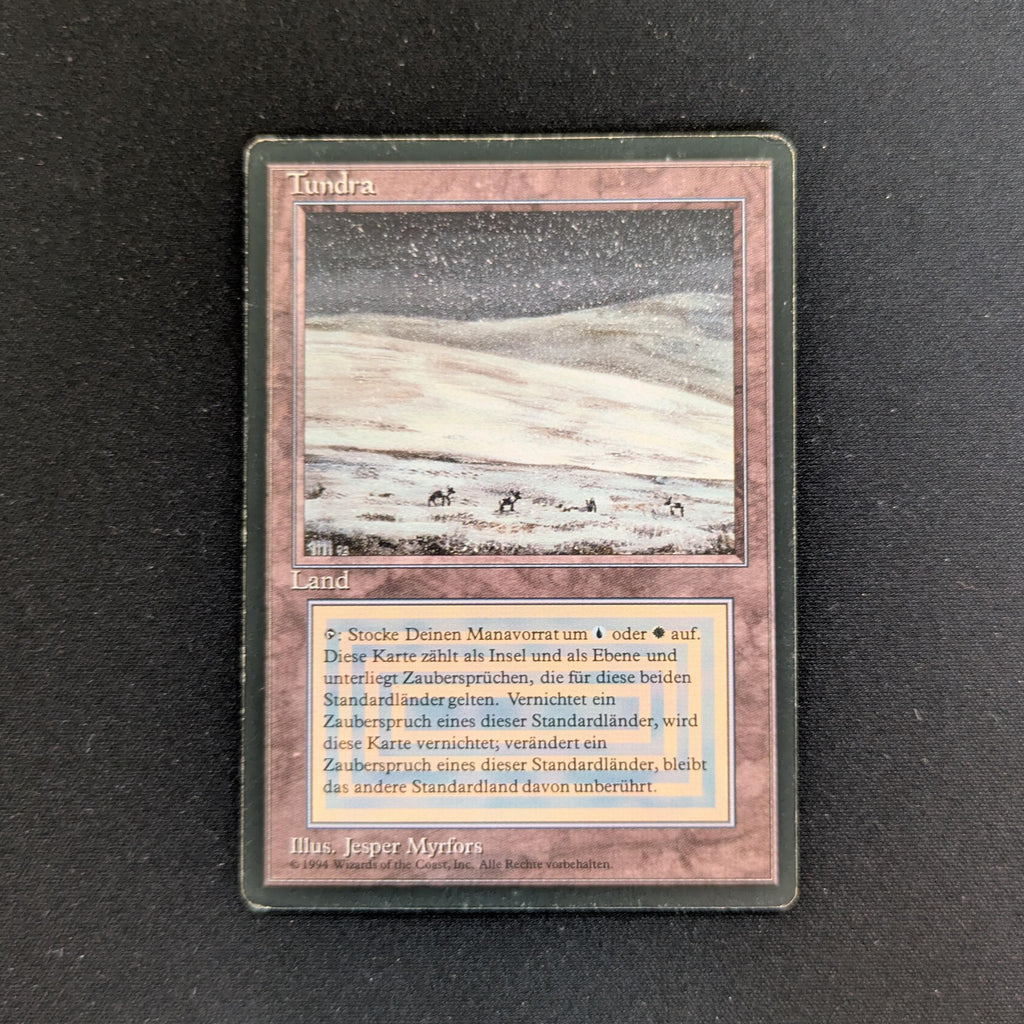 Tundra
JM 93
Land
: Stocke Deinen Manavorrat um oder auf.
Diese Karte zählt als Insel und als Ebene und
unterliegt Zaubersprüchen, die für diese beiden
Standardländer gelten. Vernichtet ein
Zauberspruch eines dieser Standardländer, wird
diese Karte vernichtet; verändert ein
Zauberspruch eines dieser Standardländer, bleibt
das andere Standardland davon unberührt.
Illus. Jesper Myrfors
© 1994 Wizards of the Coast, Inc. Alle Rechte vorbehalten.